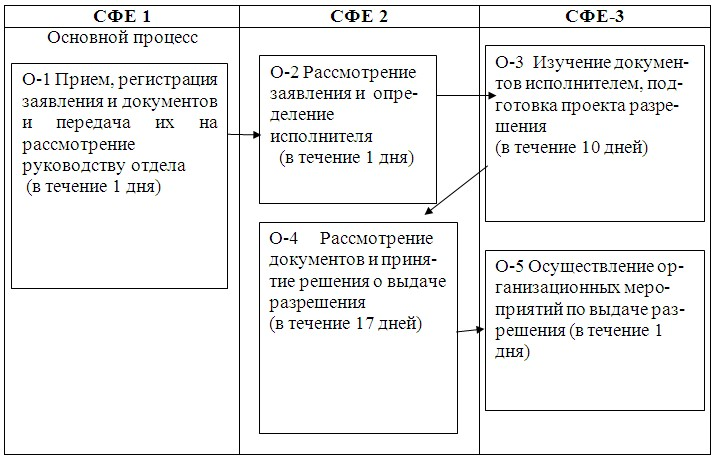 СФЕ 1
СФЕ 2
СФЕ-3
Основной процесс
О-1 Прием, регистрация
заявления и документов
и передача их на
рассмотрение
руководству отдела
(в течение 1 дня)
О-2 Рассмотрение
заявления и опре-
деление
исполнителя
(в течение 1 дня)
О-3 Изучение докумен-
тов исполнителем, под-
готовка проекта разре-
шения
(в течение 10 дней)
О-4 Рассмотрение
документов и приня-
тие решения о выдаче
разрешения
(в течение 17 дней)
О-5 Осуществление ор-
ганизационных меро-
приятий по выдаче раз-
решения (в течение 1
дня)